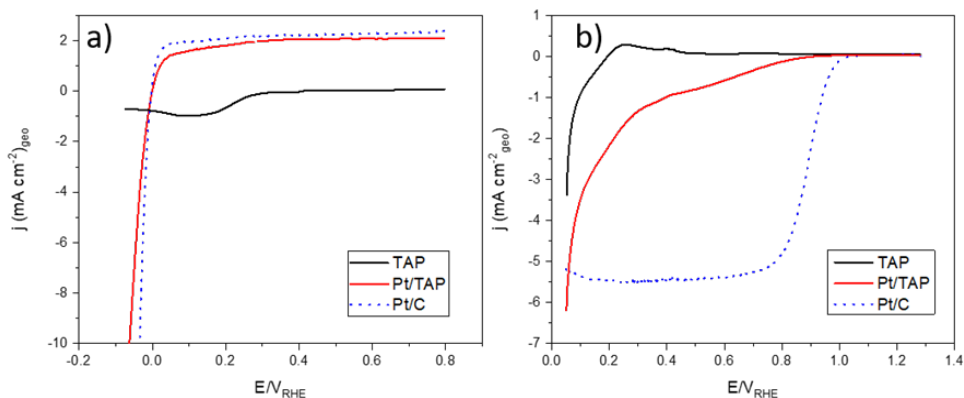 a)
2
0
-2
-4
-6
-8
-10
-0.2
0.0
0.2
0.4
0.6
0.8
j (mA cm⁻²)geo
E/VRHE
TAP
Pt/TAP
Pt/C
b)
1
0
-1
-2
-3
-4
-5
-6
-7
0.0
0.2
0.4
0.6
0.8
1.0
1.2
1.4
j (mA cm⁻²geo)
E/VRHE
TAP
Pt/TAP
Pt/C